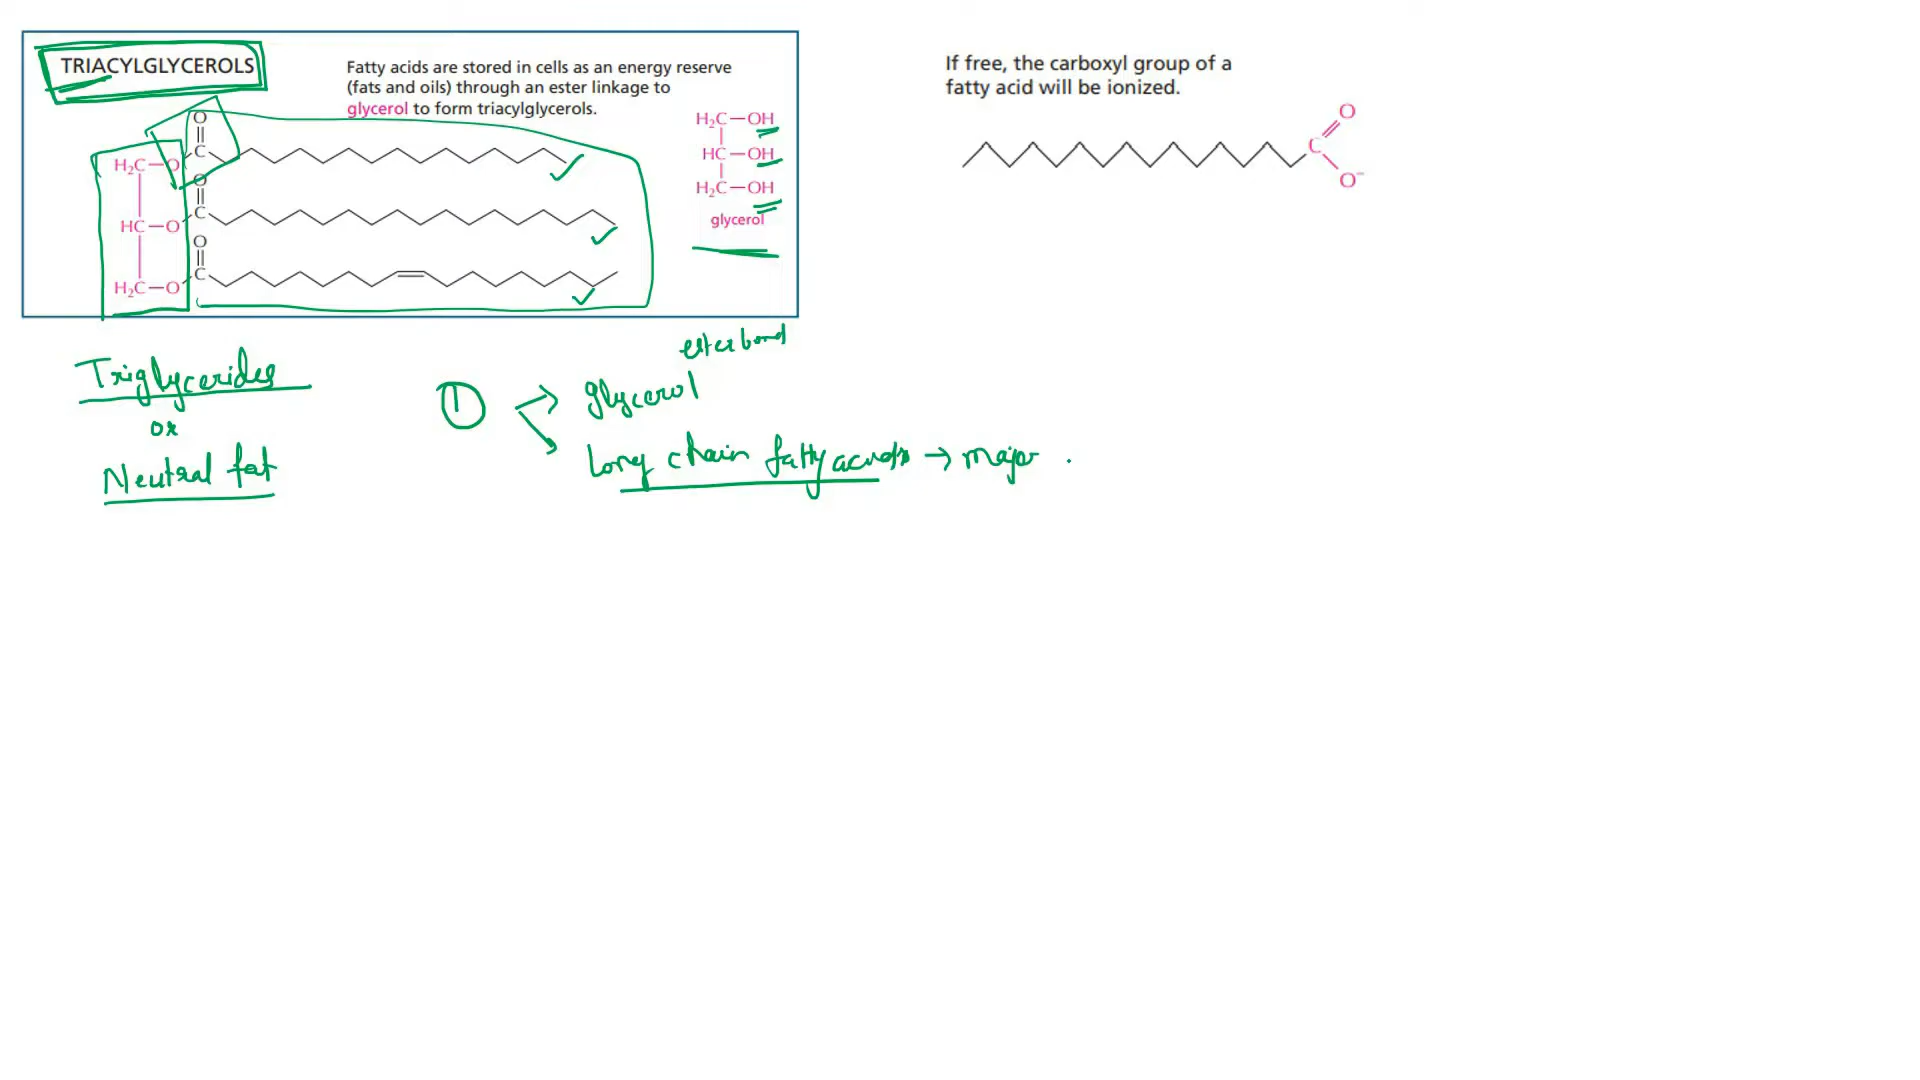 TRIACYLGLYCEROLS
Fatty acids are stored in cells as an energy reserve
(fats and oils) through an ester linkage to
glycerol to form triacylglycerols.
O
C
H₂C—O
O
C
HC—O
O
C
H₂C—O
H₂C—OH
HC—OH
H₂C—OH
glycerol
If free, the carboxyl group of a
fatty acid will be ionized.
O
C
O⁻
Triglycerides
or
Neutral fat
ester bond
1
glycerol
Long chain fatty acids → major